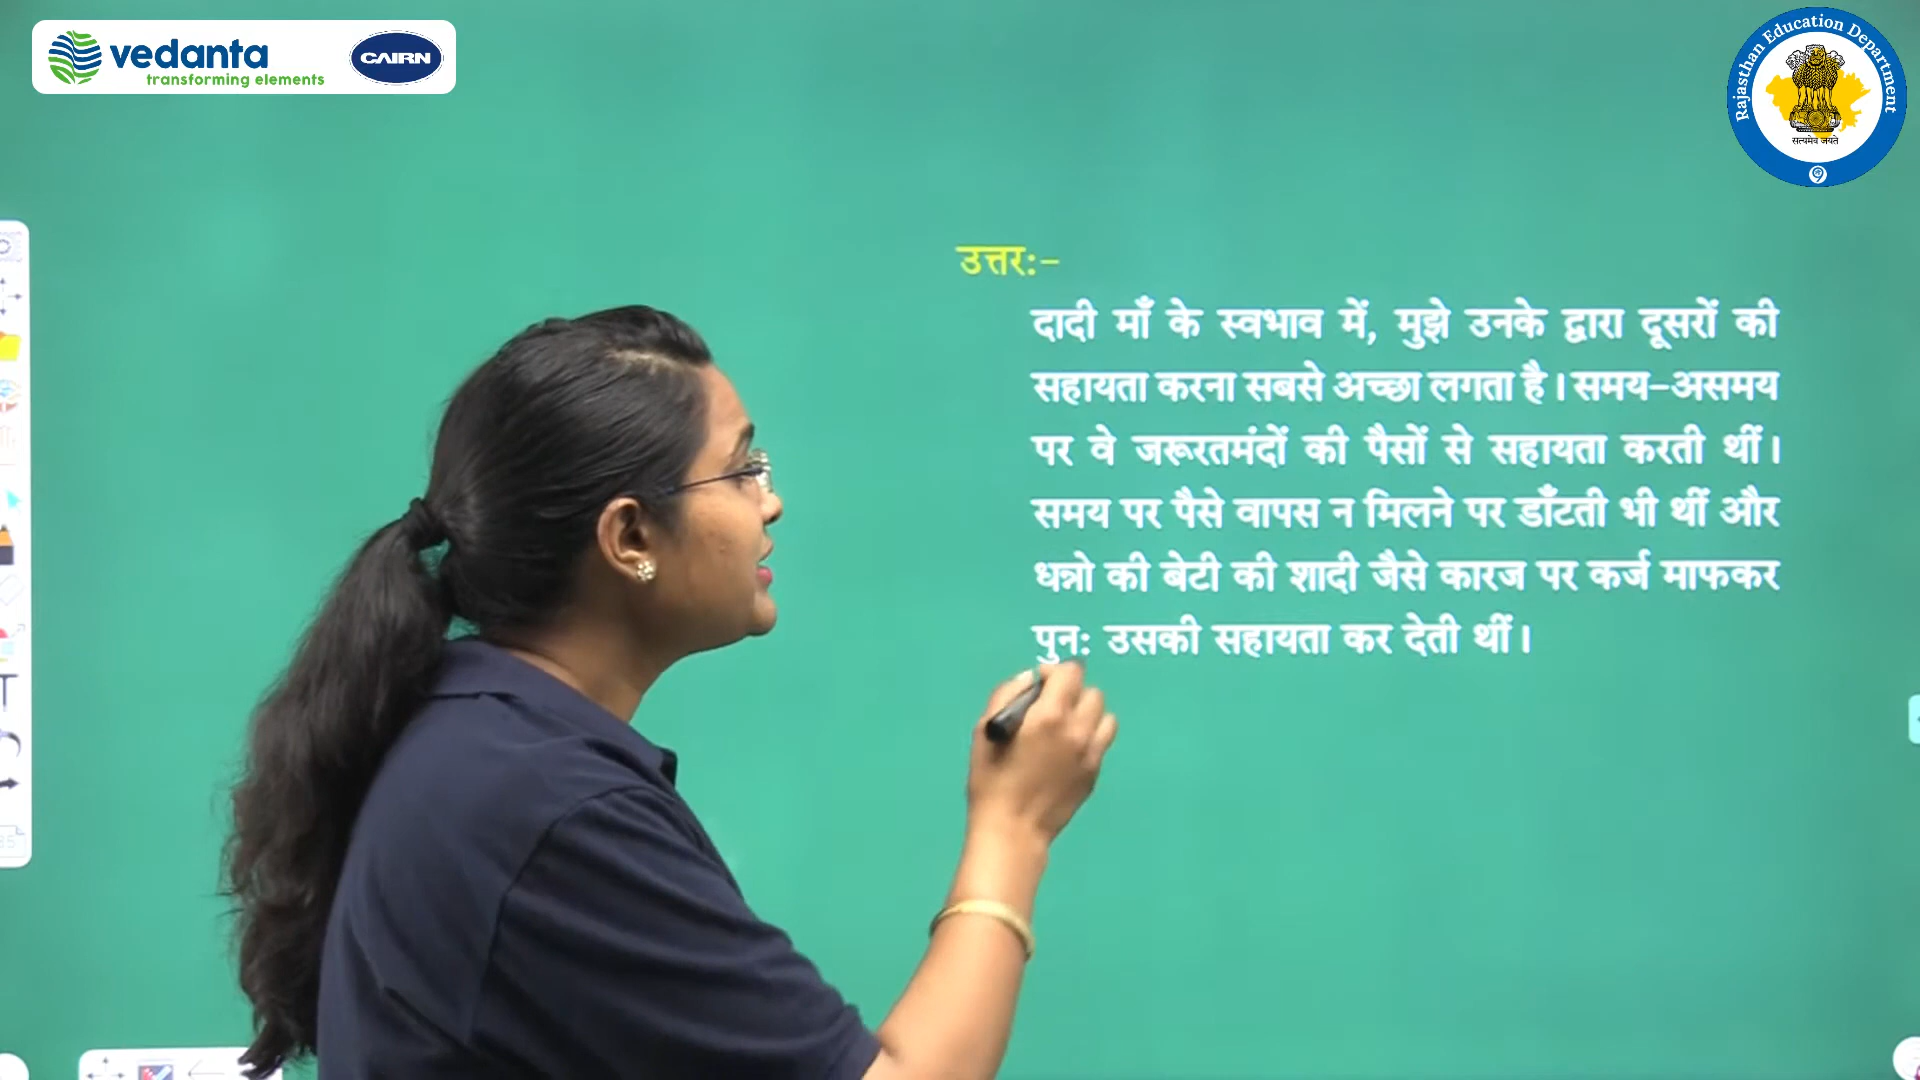 vedanta
transforming elements
CAIRN
Rajasthan Education Department
सत्यमेव जयते
उत्तर:-
दादी माँ के स्वभाव में, मुझे उनके द्वारा दूसरों की
सहायता करना सबसे अच्छा लगता है। समय-असमय
पर वे जरूरतमंदों की पैसों से सहायता करती थीं।
समय पर पैसे वापस न मिलने पर डाँटती भी थीं और
धन्नो की बेटी की शादी जैसे कारज पर कर्ज माफकर
पुन: उसकी सहायता कर देती थीं।
T